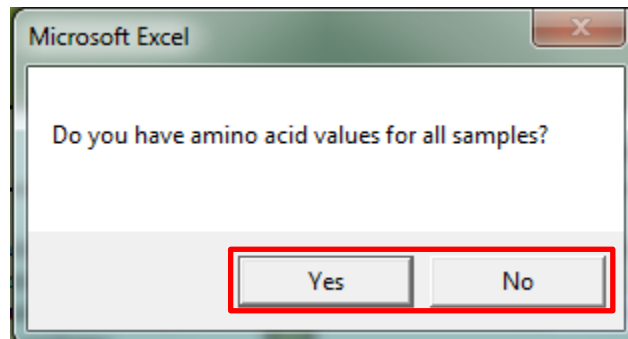 Microsoft Excel
Do you have amino acid values for all samples?
Yes No